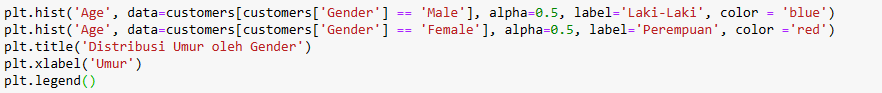 plt.hist('Age', data=customers[customers['Gender'] == 'Male'], alpha=0.5, label='Laki-Laki', color = 'blue')
plt.hist('Age', data=customers[customers['Gender'] == 'Female'], alpha=0.5, label='Perempuan', color ='red')
plt.title('Distribusi Umur oleh Gender')
plt.xlabel('Umur')
plt.legend()